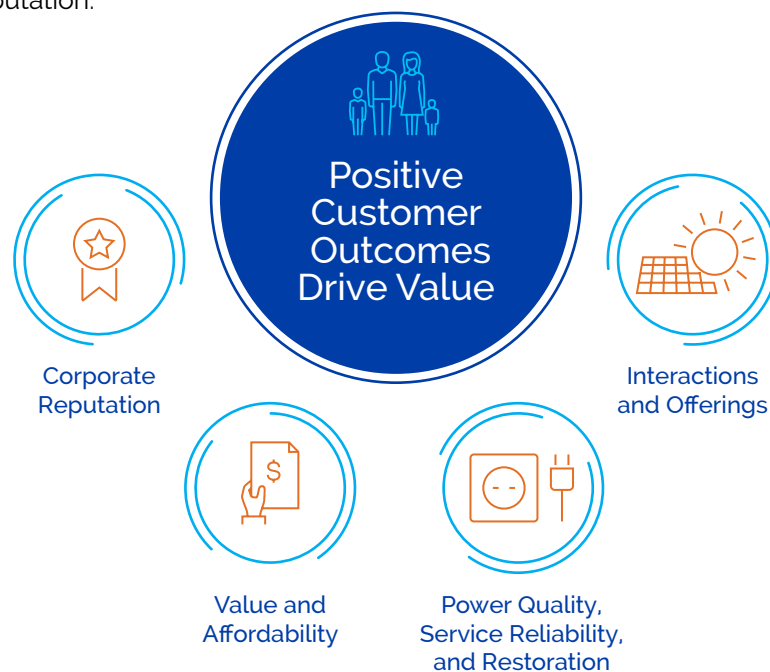 Positive
Customer
Outcomes
Drive Value
Corporate
Reputation
Interactions
and Offerings
$
Value and
Affordability
Power Quality,
Service Reliability,
and Restoration